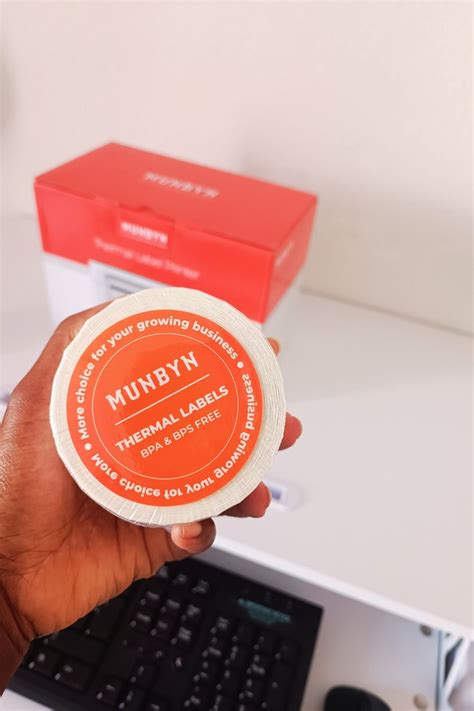 MUNBYN
MUNBYN
Thermal Label Printer
More choice for your growing business
MUNBYN
THERMAL LABELS
BPA & BPS FREE
More choice for your growing business